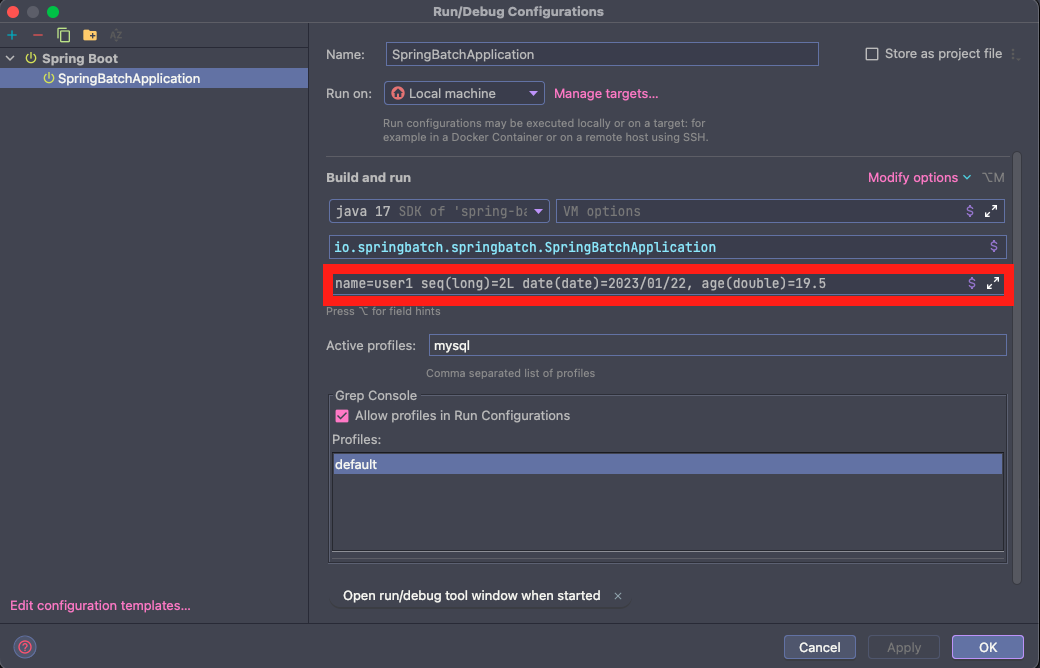 Run/Debug Configurations
Spring Boot
SpringBatchApplication
Name: SpringBatchApplication
Store as project file
Run on: Local machine Manage targets...
Run configurations may be executed locally or on a target: for
example in a Docker Container or on a remote host using SSH.
Build and run Modify options ⌥M
java 17 SDK of 'spring-ba VM options $
io.springbatch.springbatch.SpringBatchApplication $
name=user1 seq(long)=2L date(date)=2023/01/22, age(double)=19.5 $
Press ⌥ for field hints
Active profiles: mysql
Comma separated list of profiles
Grep Console
Allow profiles in Run Configurations
Profiles:
default
Open run/debug tool window when started ×
Edit configuration templates...
? Cancel Apply OK